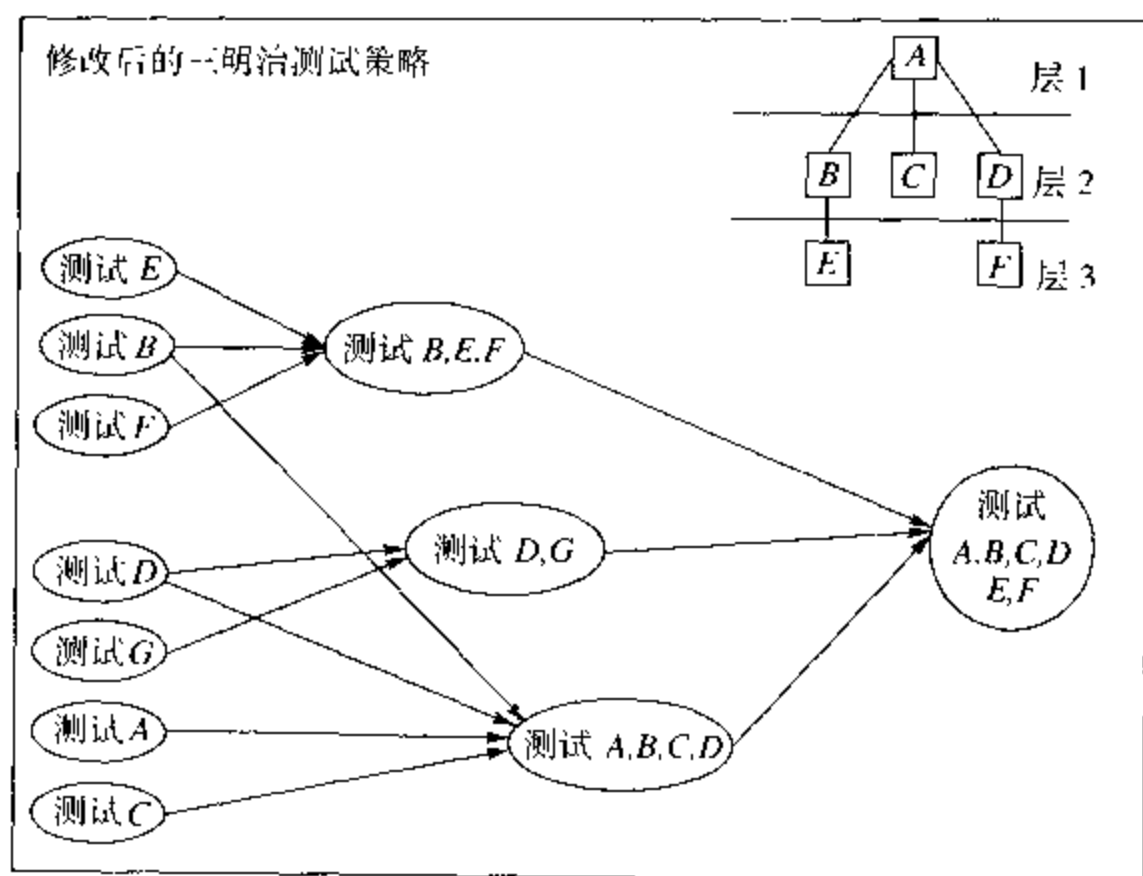 修改后的三明治测试策略
A
层 1
B
C
D
层 2
E
F
层 3
测试 E
测试 B
测试 F
测试 B,E,F
测试 D
测试 G
测试 D,G
测试 A
测试 C
测试 A,B,C,D
测试
A,B,C,D
E,F